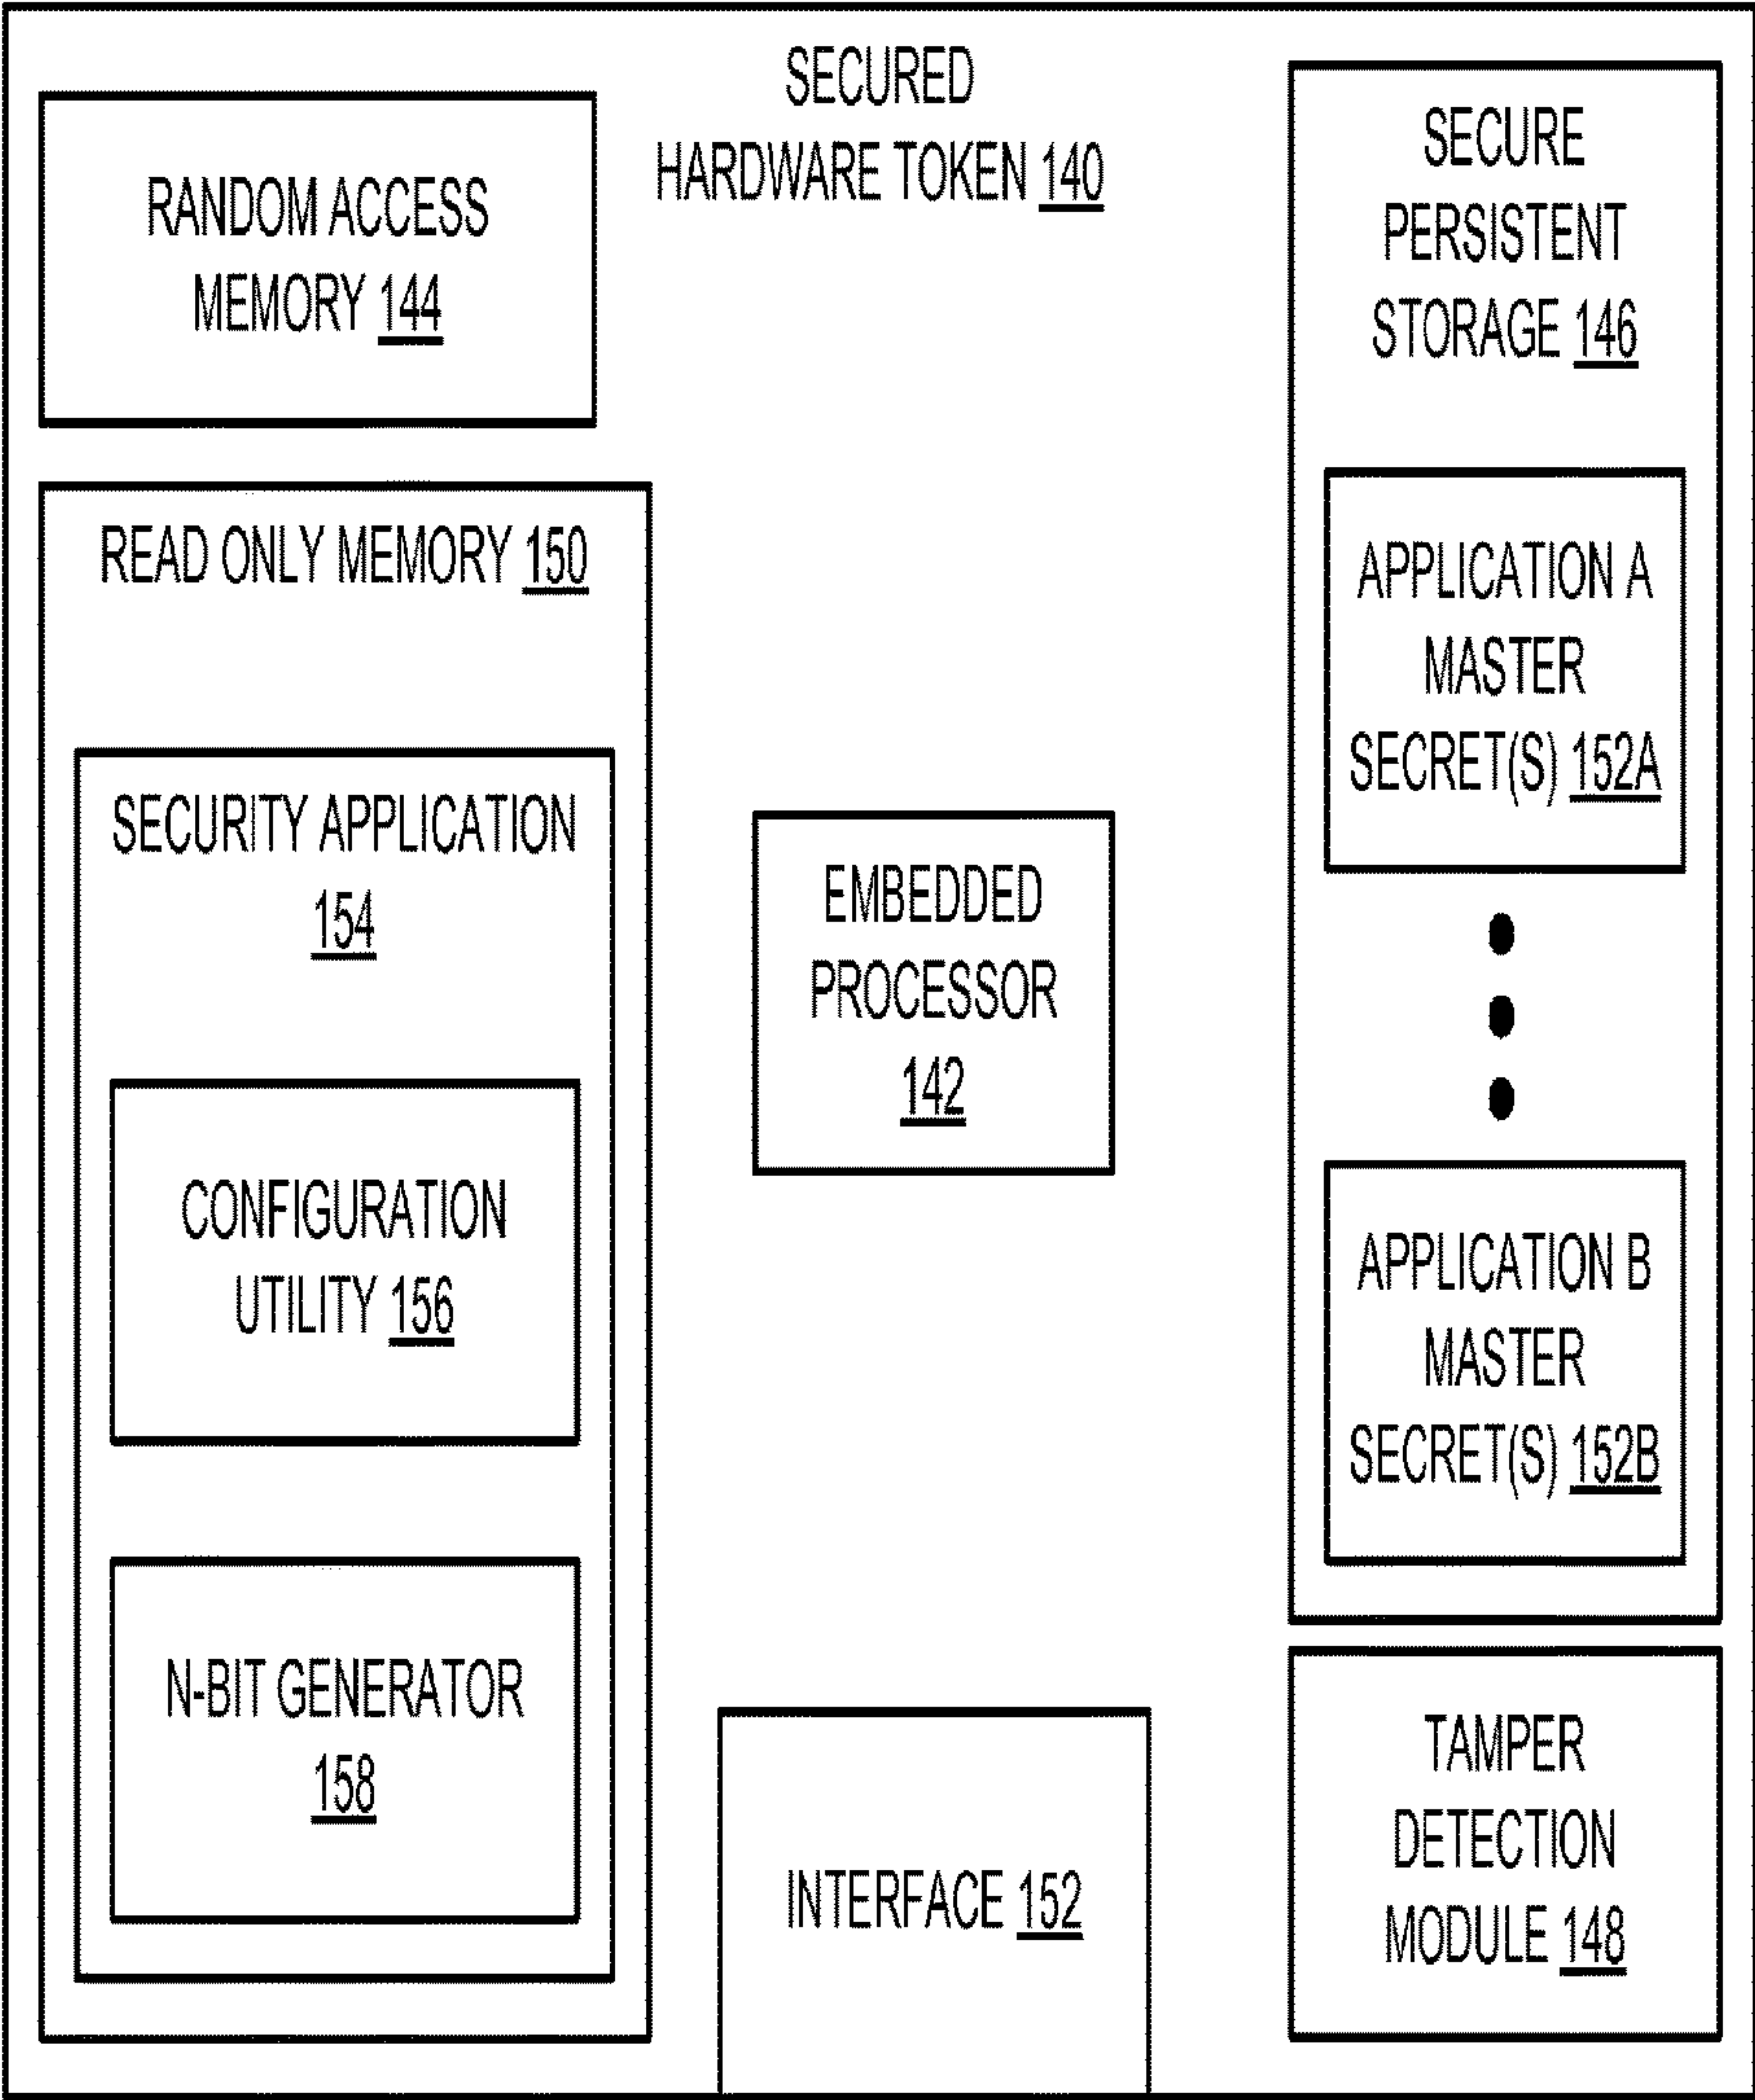 SECURED
HARDWARE TOKEN 140
RANDOM ACCESS
MEMORY 144
READ ONLY MEMORY 150
SECURITY APPLICATION
154
CONFIGURATION
UTILITY 156
N-BIT GENERATOR
158
EMBEDDED
PROCESSOR
142
INTERFACE 152
SECURE
PERSISTENT
STORAGE 146
APPLICATION A
MASTER
SECRET(S) 152A
APPLICATION B
MASTER
SECRET(S) 152B
TAMPER
DETECTION
MODULE 148